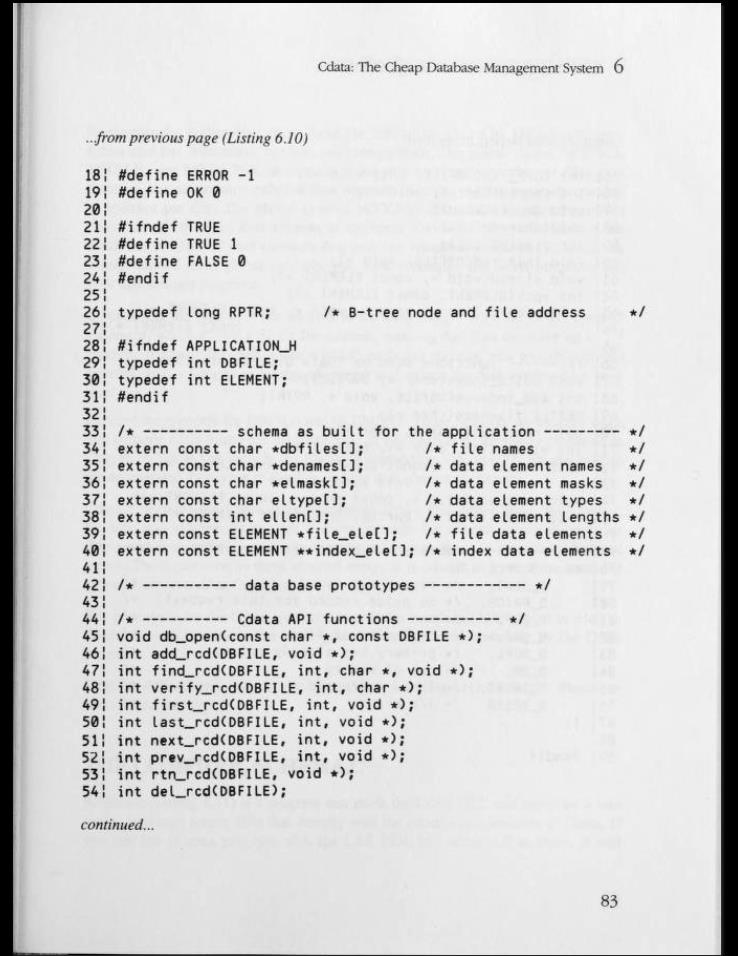 Cdata: The Cheap Database Management System 6
...from previous page (Listing 6.10)
18¦ #define ERROR -1
19¦ #define OK 0
20¦
21¦ #ifndef TRUE
22¦ #define TRUE 1
23¦ #define FALSE 0
24¦ #endif
25¦
26¦ typedef long RPTR; /* B-tree node and file address */
27¦
28¦ #ifndef APPLICATION_H
29¦ typedef int DBFILE;
30¦ typedef int ELEMENT;
31¦ #endif
32¦
33¦ /* ----------- schema as built for the application --------- */
34¦ extern const char *dbfiles[]; /* file names */
35¦ extern const char *denames[]; /* data element names */
36¦ extern const char *elmask[]; /* data element masks */
37¦ extern const char eltype[]; /* data element types */
38¦ extern const int ellen[]; /* data element lengths */
39¦ extern const ELEMENT *file_ele[]; /* file data elements */
40¦ extern const ELEMENT **index_ele[]; /* index data elements */
41¦
42¦ /* ----------- data base prototypes ------------ */
43¦
44¦ /* ---------- Cdata API functions ----------- */
45¦ void db_open(const char *, const DBFILE *);
46¦ int add_rcd(DBFILE, void *);
47¦ int find_rcd(DBFILE, int, char *, void *);
48¦ int verify_rcd(DBFILE, int, char *);
49¦ int first_rcd(DBFILE, int, void *);
50¦ int last_rcd(DBFILE, int, void *);
51¦ int next_rcd(DBFILE, int, void *);
52¦ int prev_rcd(DBFILE, int, void *);
53¦ int rtn_rcd(DBFILE, void *);
54¦ int del_rcd(DBFILE);
continued...
83